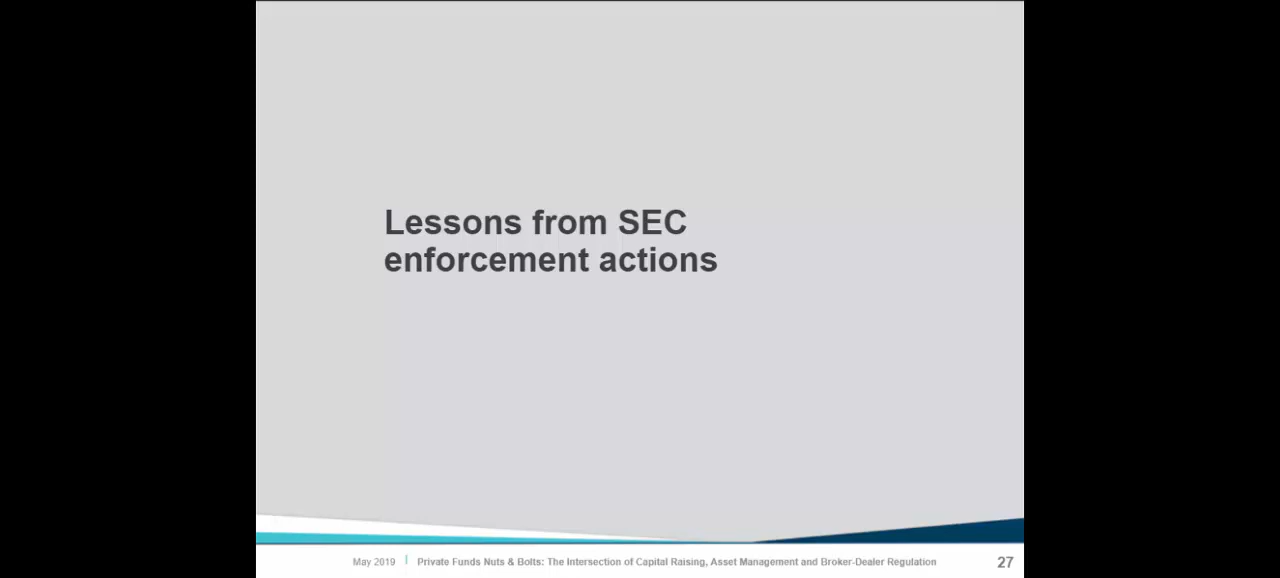 Lessons from SEC
enforcement actions
May 2019 | Private Funds Nuts & Bolts: The Intersection of Capital Raising, Asset Management and Broker-Dealer Regulation 27